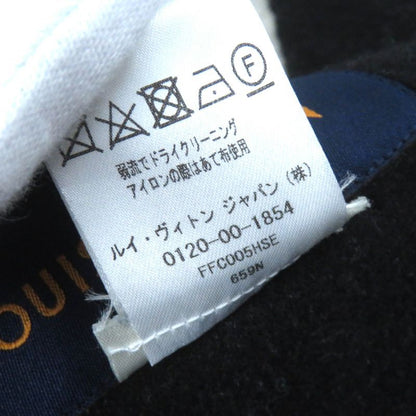 F
弱流でドライクリーニング
アイロンの際はあて布使用
ルイ・ヴィトン ジャパン (株)
0120-00-1854
FFC005HSE
659N
OUIS